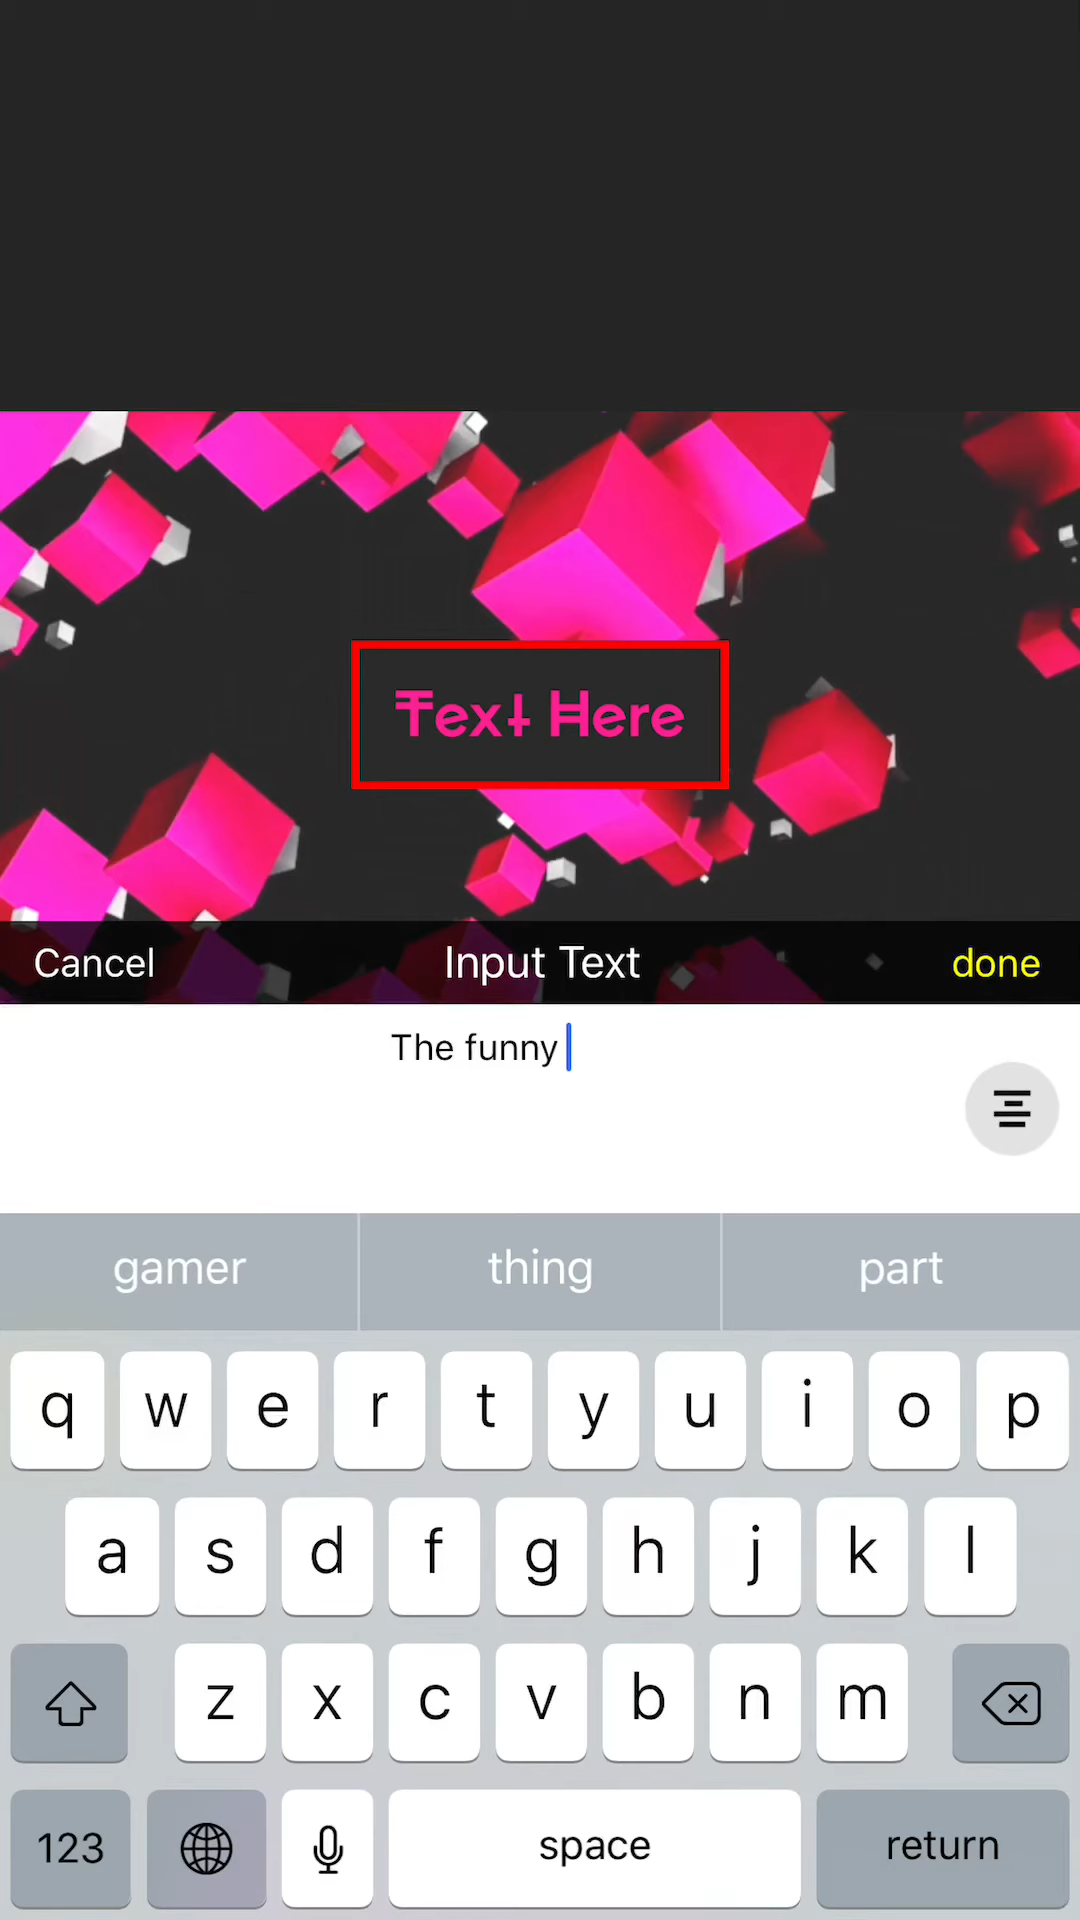 Text Here
Cancel Input Text done
The funny
gamer thing part
q w e r t y u i o p
a s d f g h j k l
z x c v b n m
123 space return